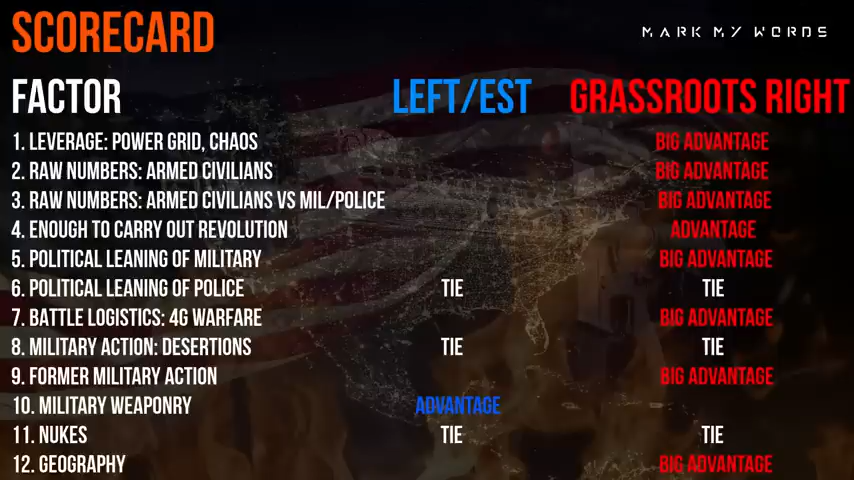 SCORECARD
MARK MY WORDS
FACTOR LEFT/EST GRASSROOTS RIGHT
1. LEVERAGE: POWER GRID, CHAOS BIG ADVANTAGE
2. RAW NUMBERS: ARMED CIVILIANS BIG ADVANTAGE
3. RAW NUMBERS: ARMED CIVILIANS VS MIL/POLICE BIG ADVANTAGE
4. ENOUGH TO CARRY OUT REVOLUTION ADVANTAGE
5. POLITICAL LEANING OF MILITARY BIG ADVANTAGE
6. POLITICAL LEANING OF POLICE TIE TIE
7. BATTLE LOGISTICS: 4G WARFARE BIG ADVANTAGE
8. MILITARY ACTION: DESERTIONS TIE TIE
9. FORMER MILITARY ACTION BIG ADVANTAGE
10. MILITARY WEAPONRY ADVANTAGE
11. NUKES TIE TIE
12. GEOGRAPHY BIG ADVANTAGE